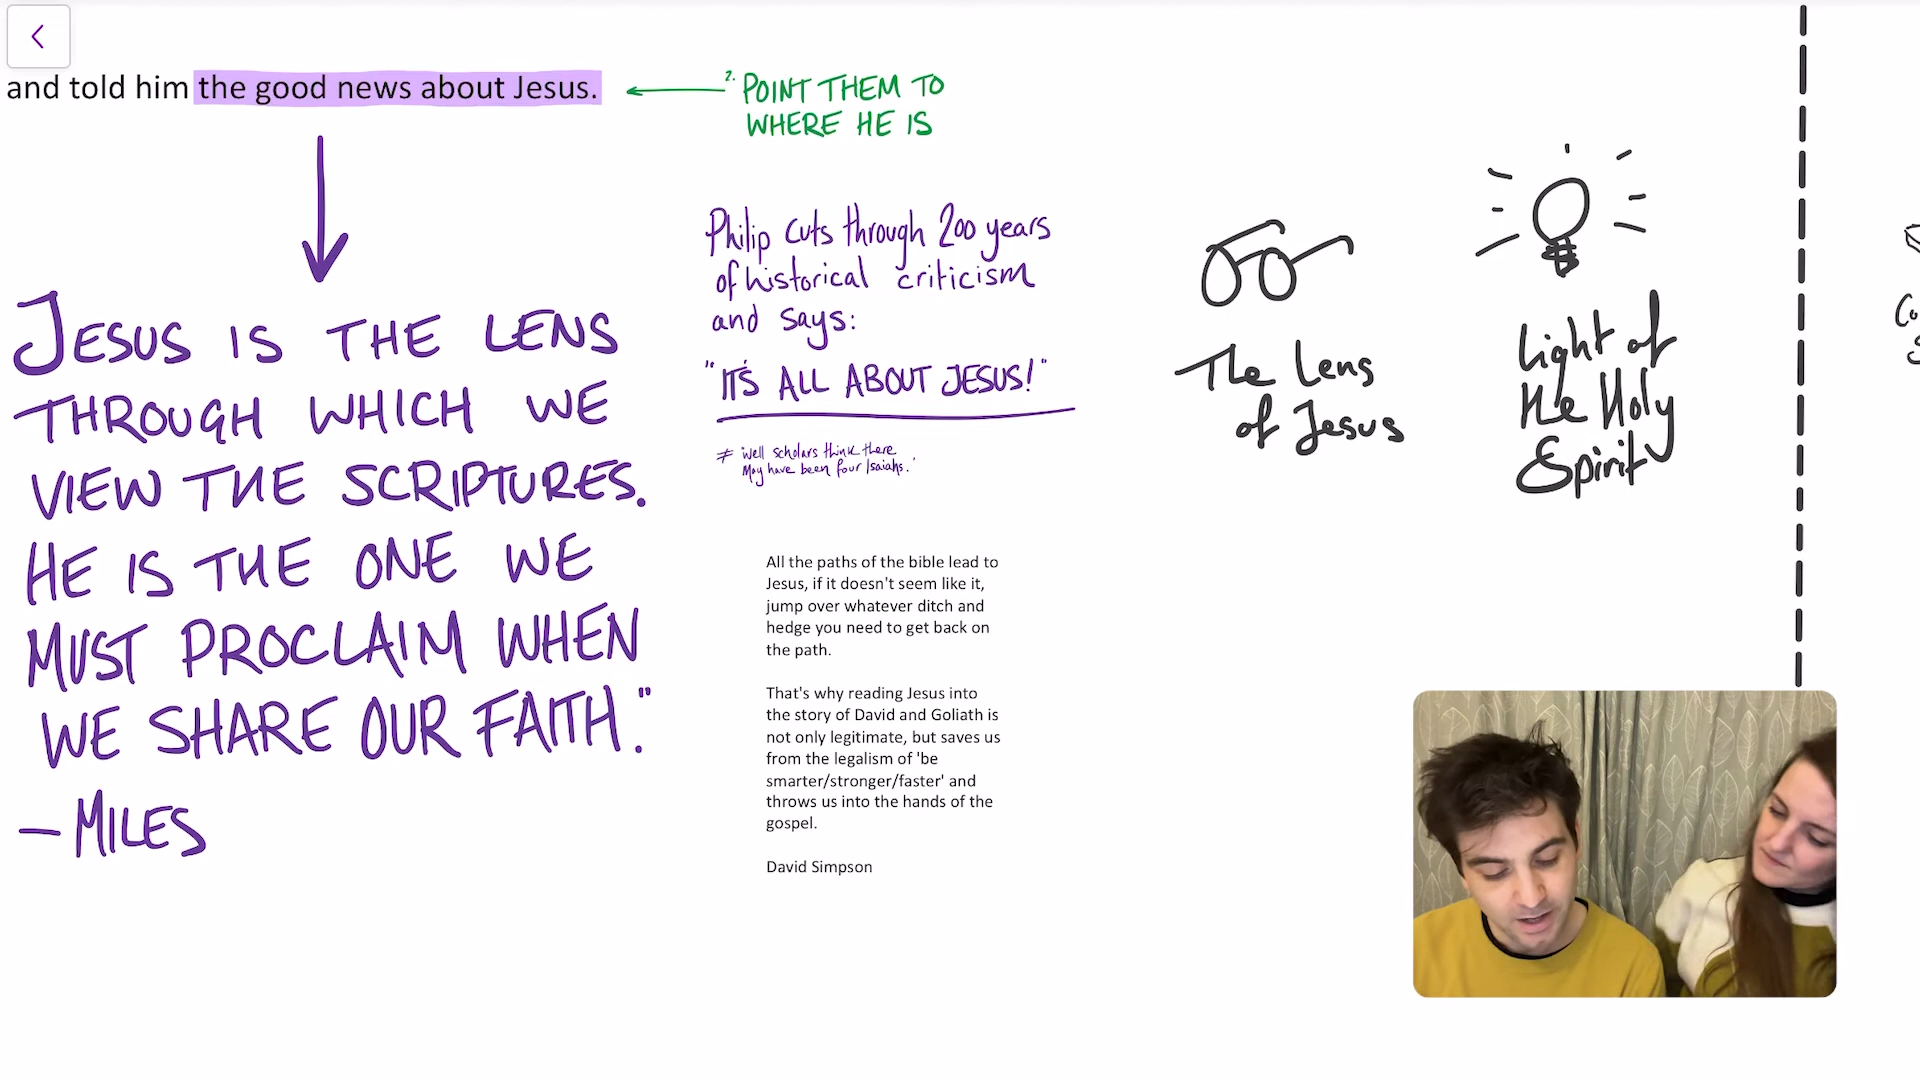 and told him the good news about Jesus.
2. POINT THEM TO
WHERE HE IS
JESUS IS THE LENS
THROUGH WHICH WE
VIEW THE SCRIPTURES.
HE IS THE ONE WE
MUST PROCLAIM WHEN
WE SHARE OUR FAITH."
– MILES
Philip cuts through 200 years
of historical criticism
and says:
"IT'S ALL ABOUT JESUS!"
≠ 'well scholars think there
may have been four Isaiahs.'
All the paths of the bible lead to
Jesus, if it doesn't seem like it,
jump over whatever ditch and
hedge you need to get back on
the path.
That's why reading Jesus into
the story of David and Goliath is
not only legitimate, but saves us
from the legalism of 'be
smarter/stronger/faster' and
throws us into the hands of the
gospel.
David Simpson
The Lens
of Jesus
Light of
the Holy
Spirit